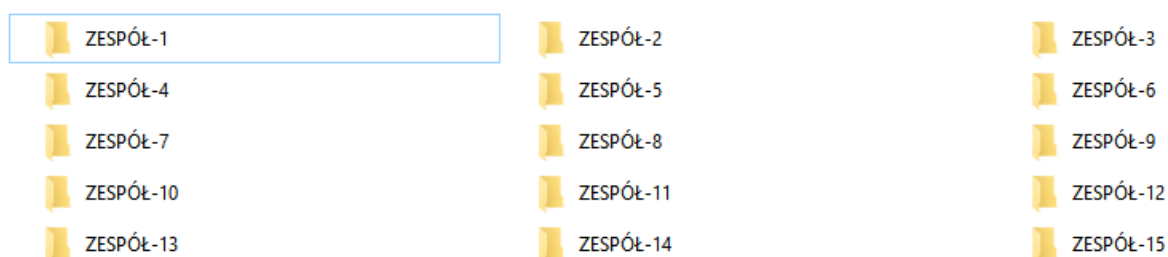 ZESPÓŁ-1 ZESPÓŁ-2 ZESPÓŁ-3
ZESPÓŁ-4 ZESPÓŁ-5 ZESPÓŁ-6
ZESPÓŁ-7 ZESPÓŁ-8 ZESPÓŁ-9
ZESPÓŁ-10 ZESPÓŁ-11 ZESPÓŁ-12
ZESPÓŁ-13 ZESPÓŁ-14 ZESPÓŁ-15